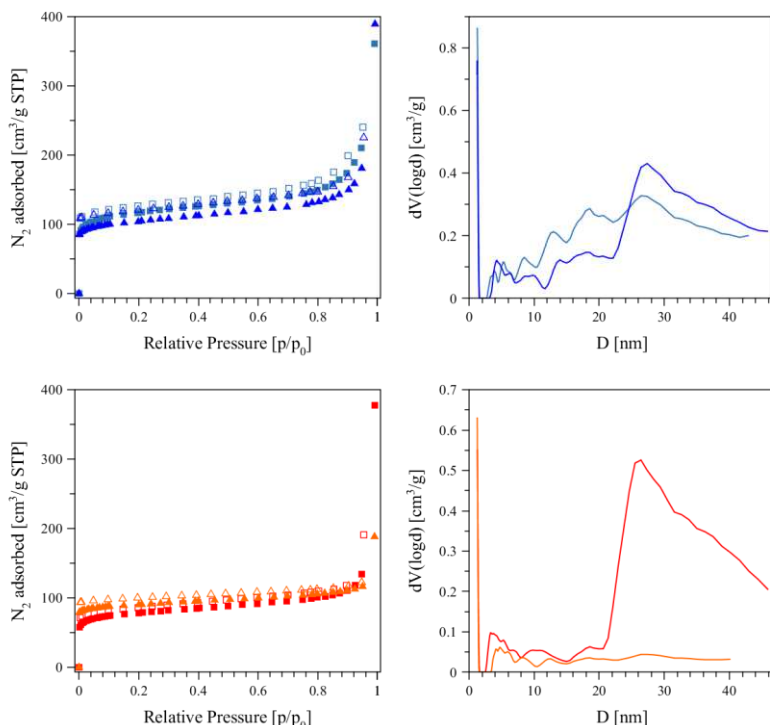 400
300
200
100
0
N₂ adsorbed [cm³/g STP]
0 0.2 0.4 0.6 0.8 1
Relative Pressure [p/p₀]
0.8
0.6
0.4
0.2
0
dV(logd) [cm³/g]
0 10 20 30 40
D [nm]
400
300
200
100
0
N₂ adsorbed [cm³/g STP]
0 0.2 0.4 0.6 0.8 1
Relative Pressure [p/p₀]
0.7
0.6
0.5
0.4
0.3
0.2
0.1
0
dV(logd) [cm³/g]
0 10 20 30 40
D [nm]